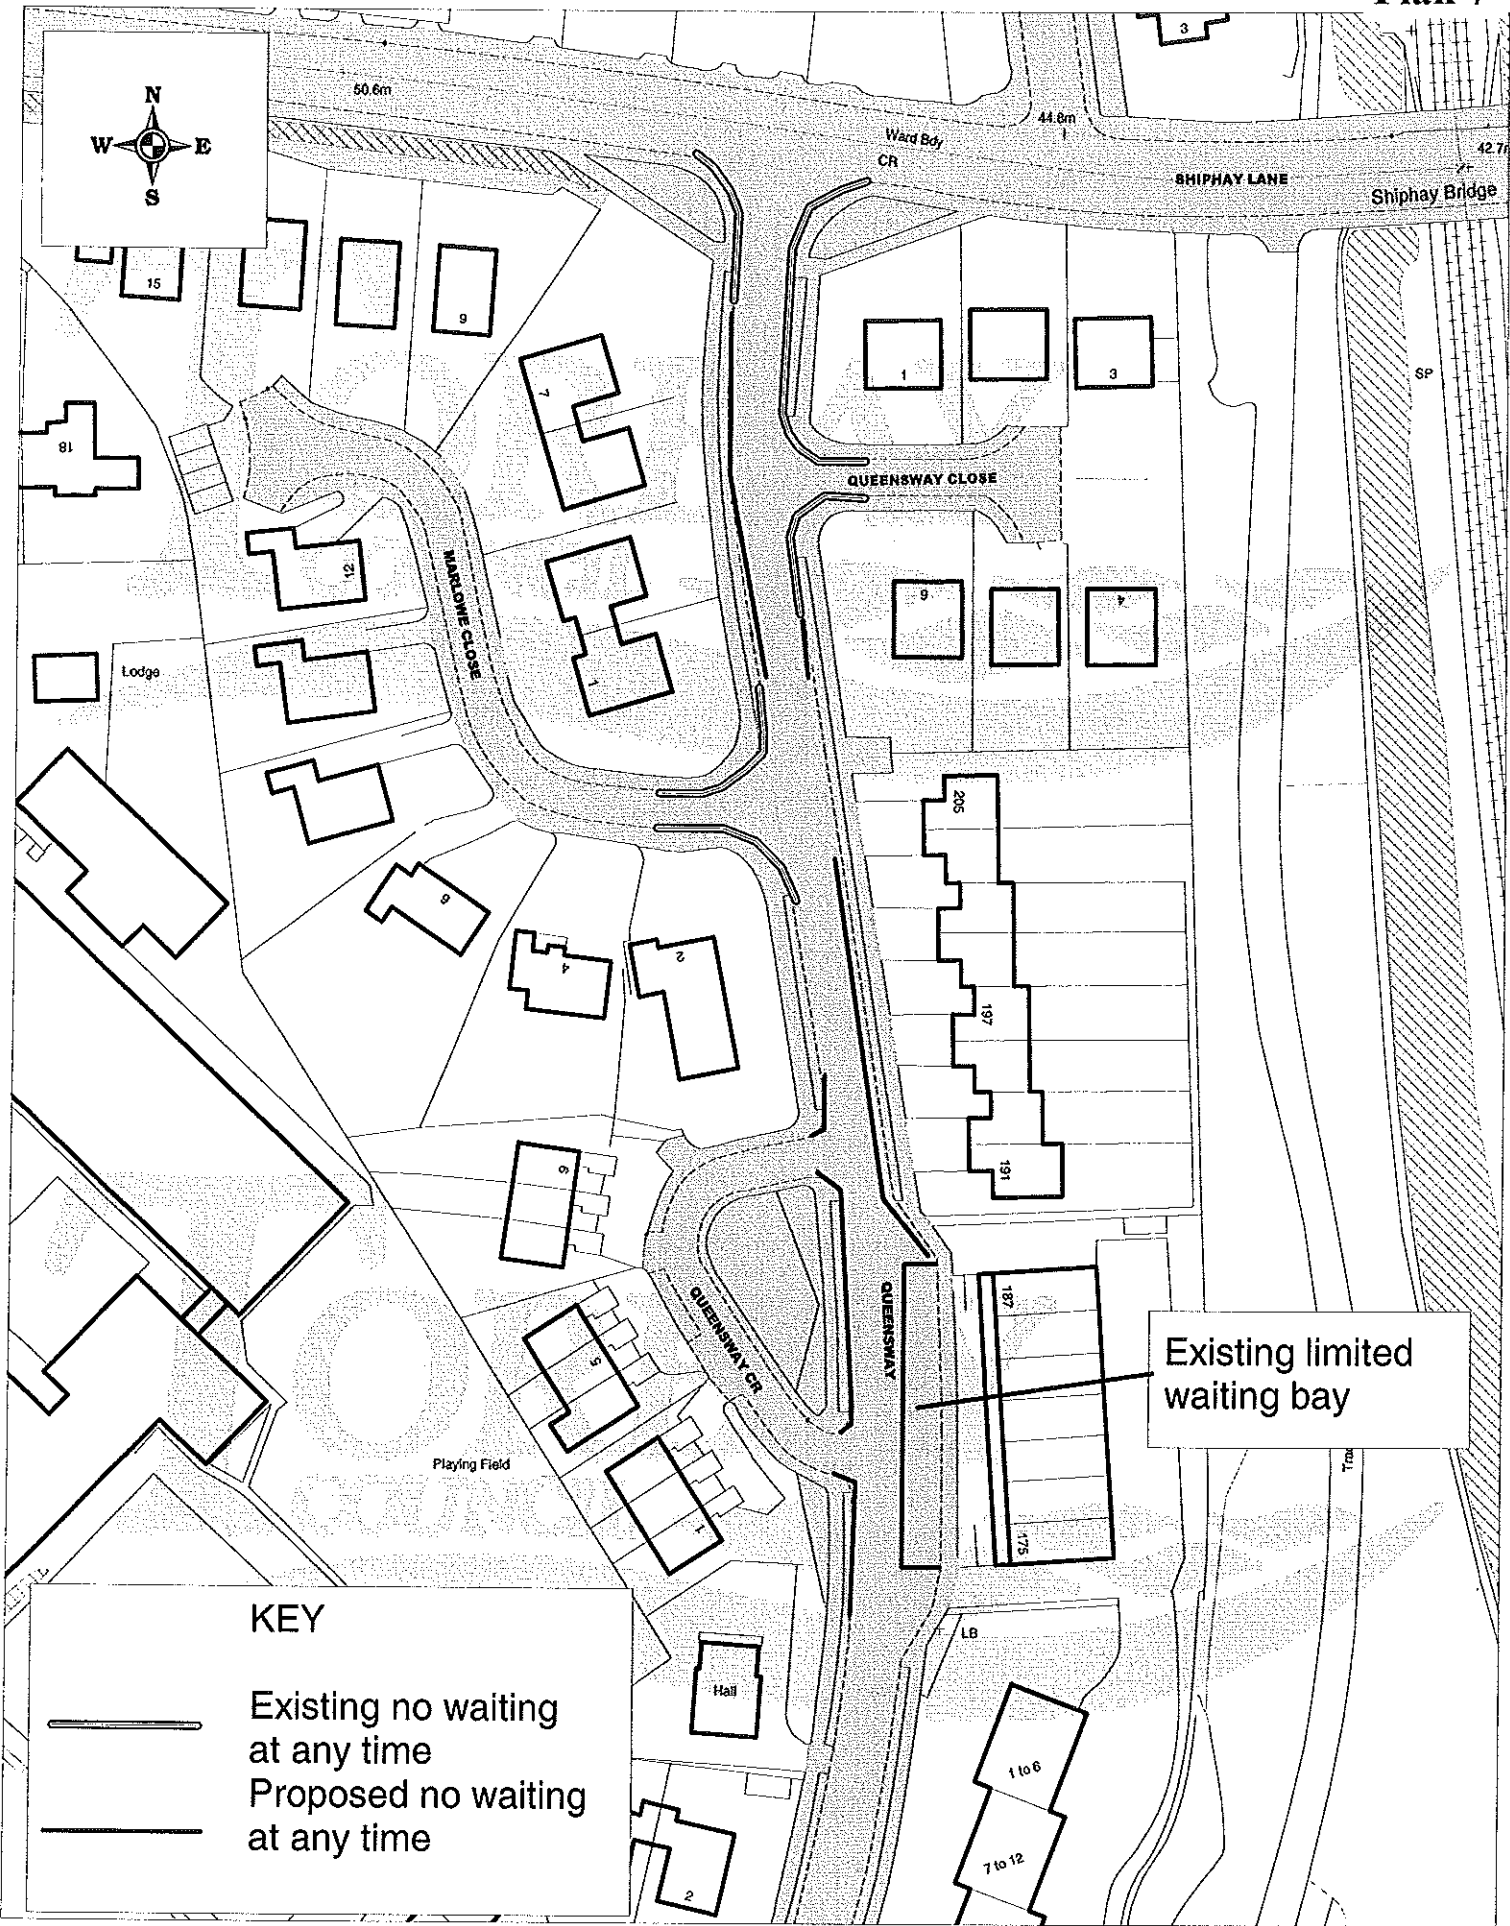 3
N
W E
S
50.6m
44.8m
Ward Bdy
CR
42.7
SHIPHAY LANE
Shiphay Bridge
15
9
1
3
7
SP
18
QUEENSWAY CLOSE
12
MARLOWE CLOSE
6
4
1
Lodge
205
6
4
2
197
6
191
QUEENSWAY
187
QUEENSWAY CR
5
Existing limited
waiting bay
Playing Field
1
175
KEY
LB
Existing no waiting
at any time
Hall
Proposed no waiting
at any time
1 to 6
7 to 12
2